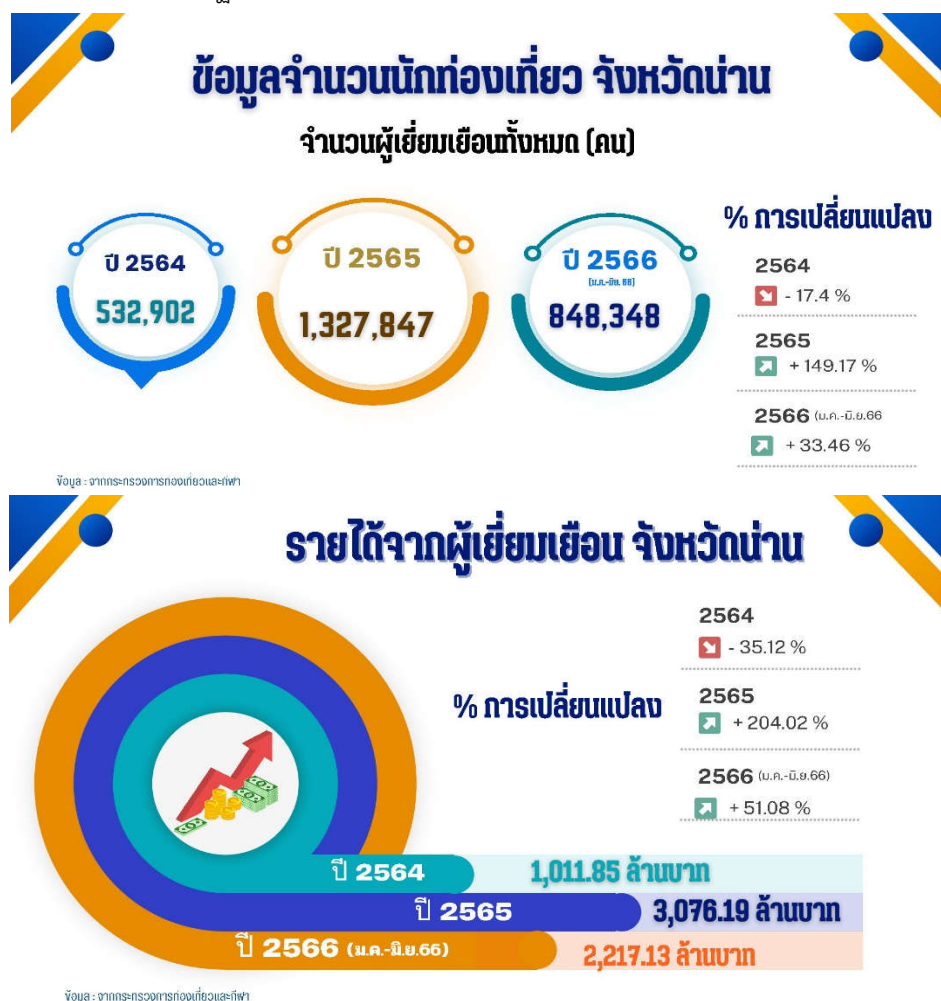 ข้อมูลจำนวนนักท่องเที่ยว จังหวัดน่าน
จำนวนผู้เยี่ยมเยือนทั้งหมด (คน)
ปี 2564
532,902
ปี 2565
1,327,847
ปี 2566
(ม.ค.-มิย. 66)
848,348
% การเปลี่ยนแปลง
2564
- 17.4 %
2565
+ 149.17 %
2566 (ม.ค.-มิ.ย.66
+ 33.46 %
ข้อมูล : จากกระทรวงการท่องเที่ยวและกีฬา
รายได้จากผู้เยี่ยมเยือน จังหวัดน่าน
% การเปลี่ยนแปลง
2564
- 35.12 %
2565
+ 204.02 %
2566 (ม.ค.-มิ.ย.66)
+ 51.08 %
ปี 2564 1,011.85 ล้านบาท
ปี 2565 3,076.19 ล้านบาท
ปี 2566 (ม.ค.-มิ.ย.66) 2,217.13 ล้านบาท
ข้อมูล : จากกระทรวงการท่องเที่ยวและกีฬา